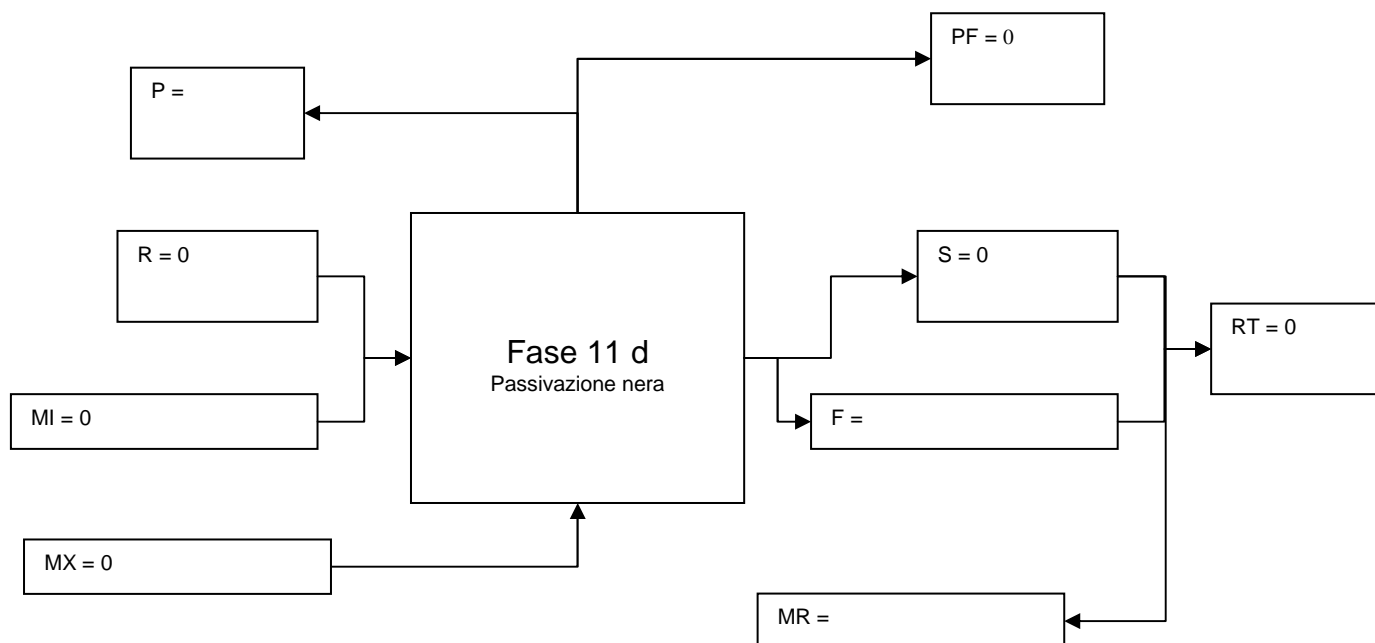 PF = 0
P =
R = 0
S = 0
RT = 0
Fase 11 d
Passivazione nera
MI = 0
F =
MX = 0
MR =